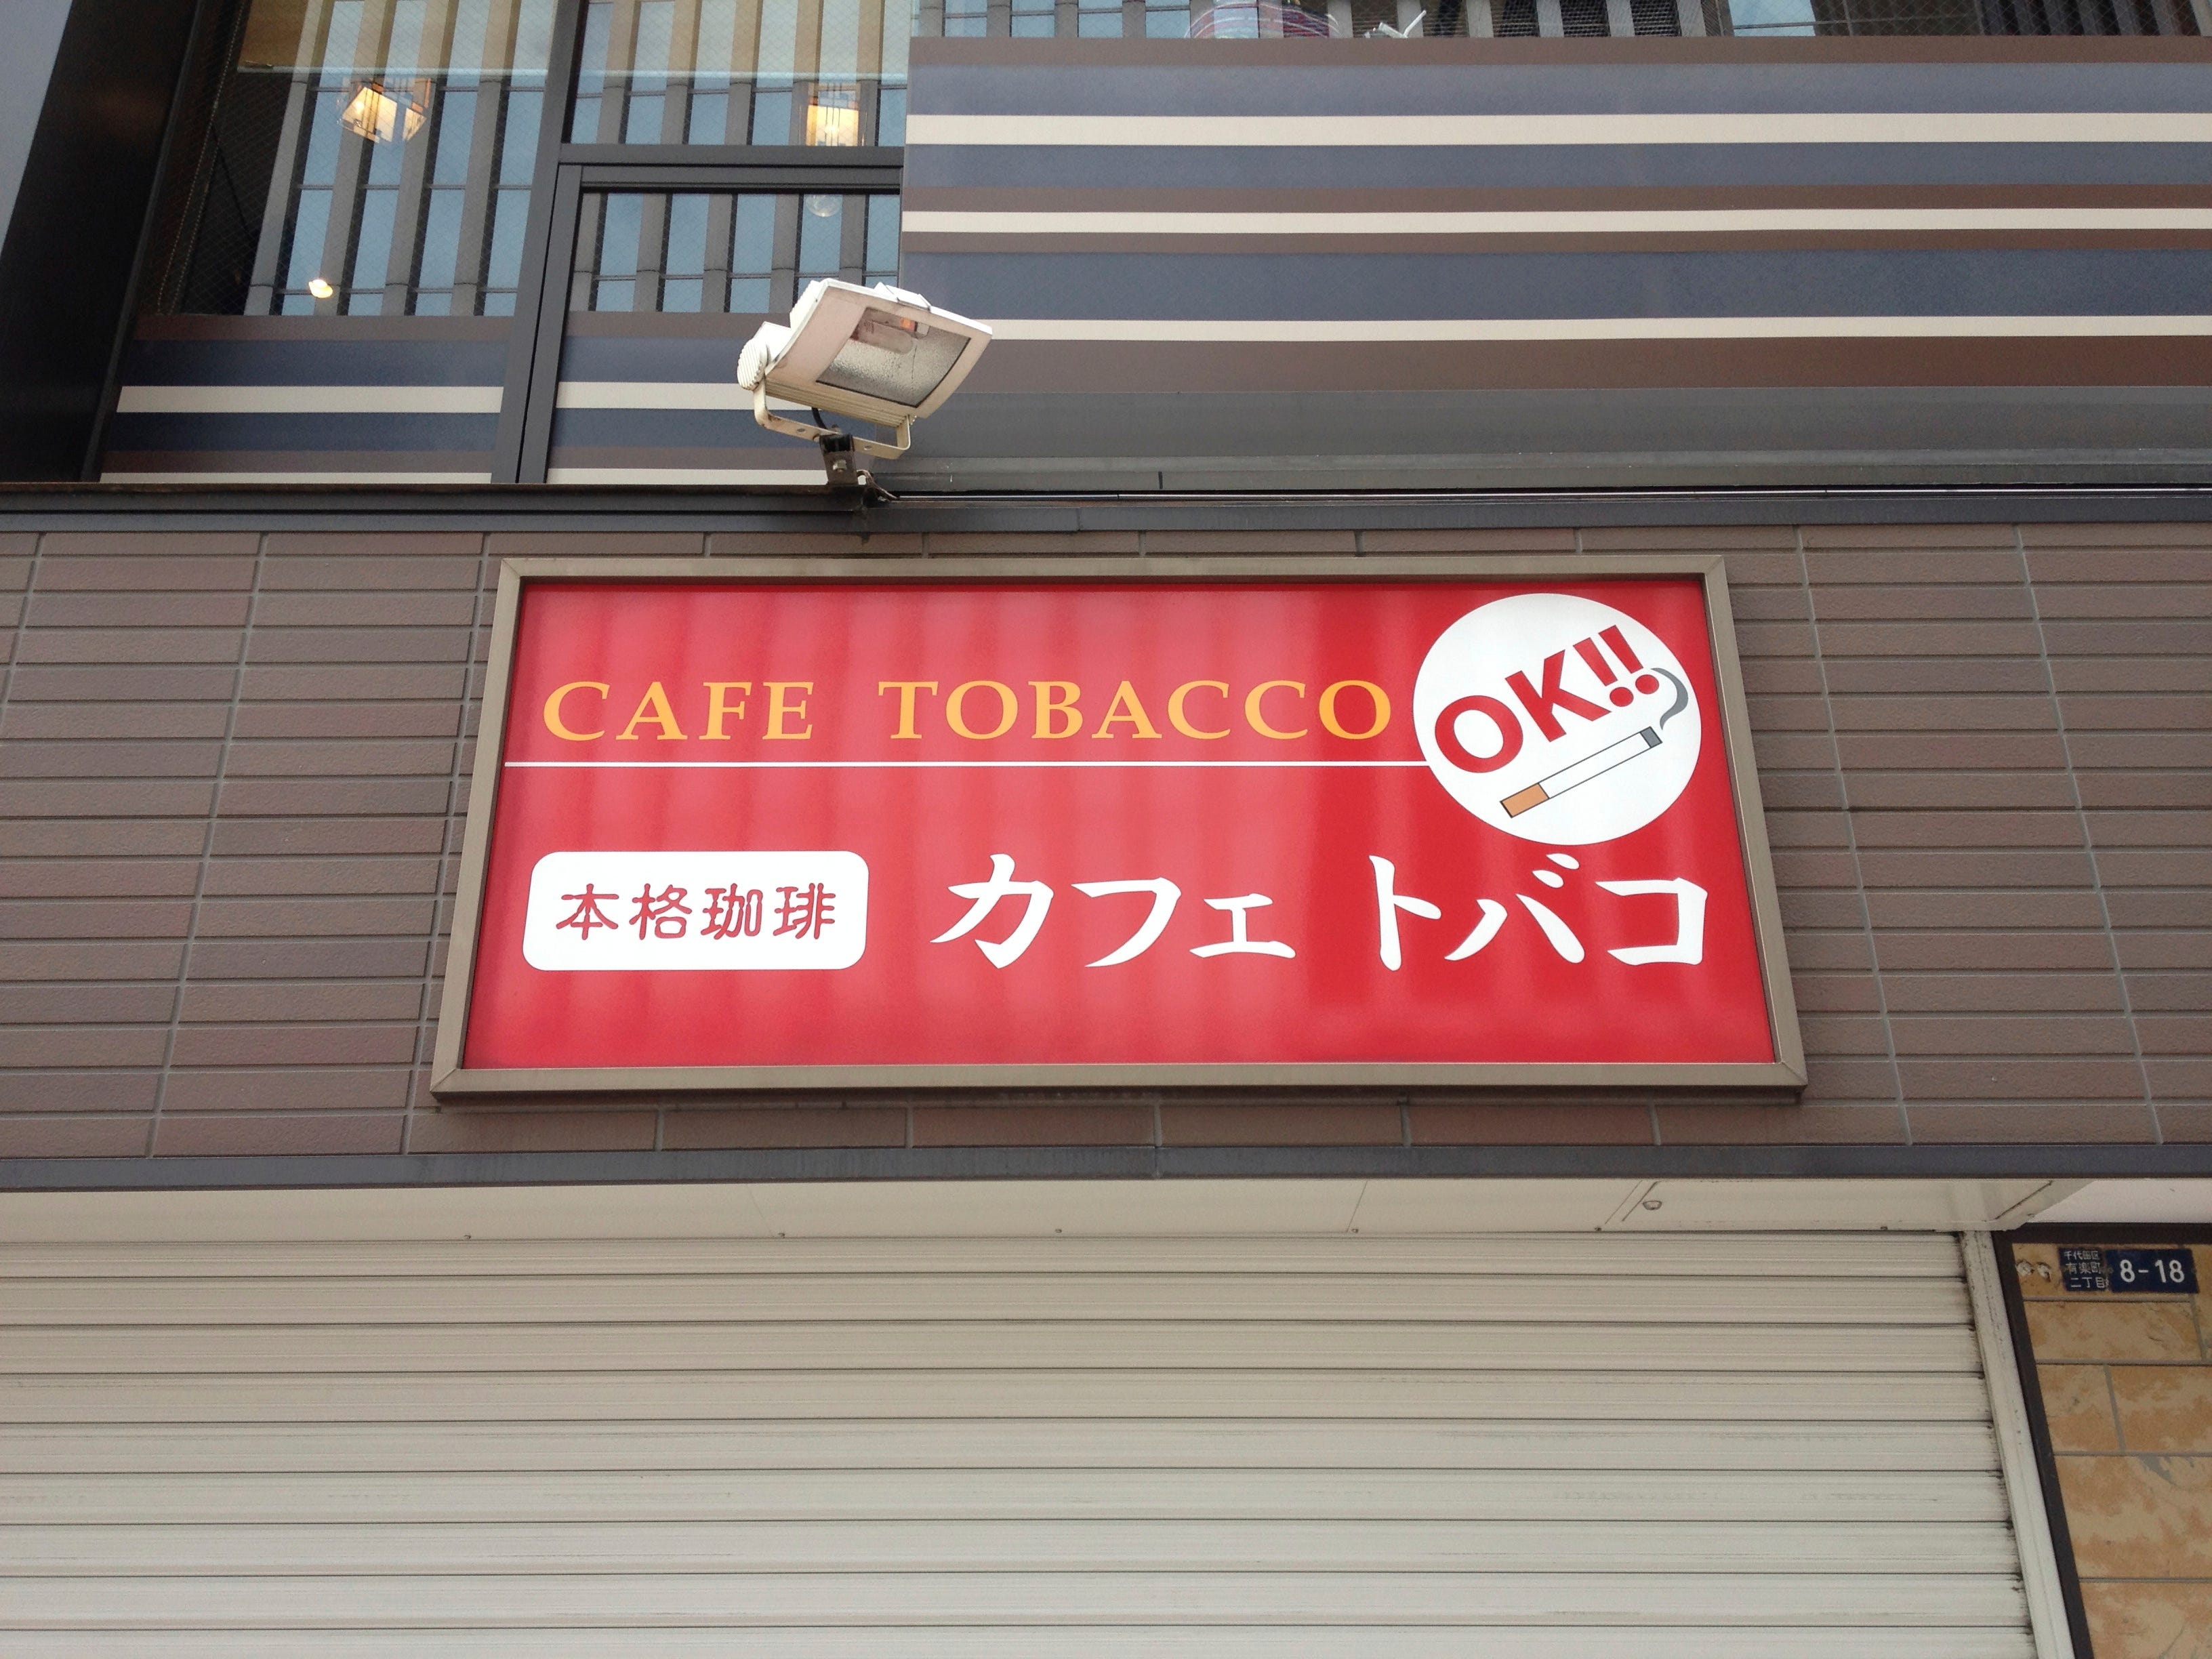 CAFE TOBACCO
OK!!
本格珈琲
カフェ トバコ
千代田区
有楽町
二丁目
8-18